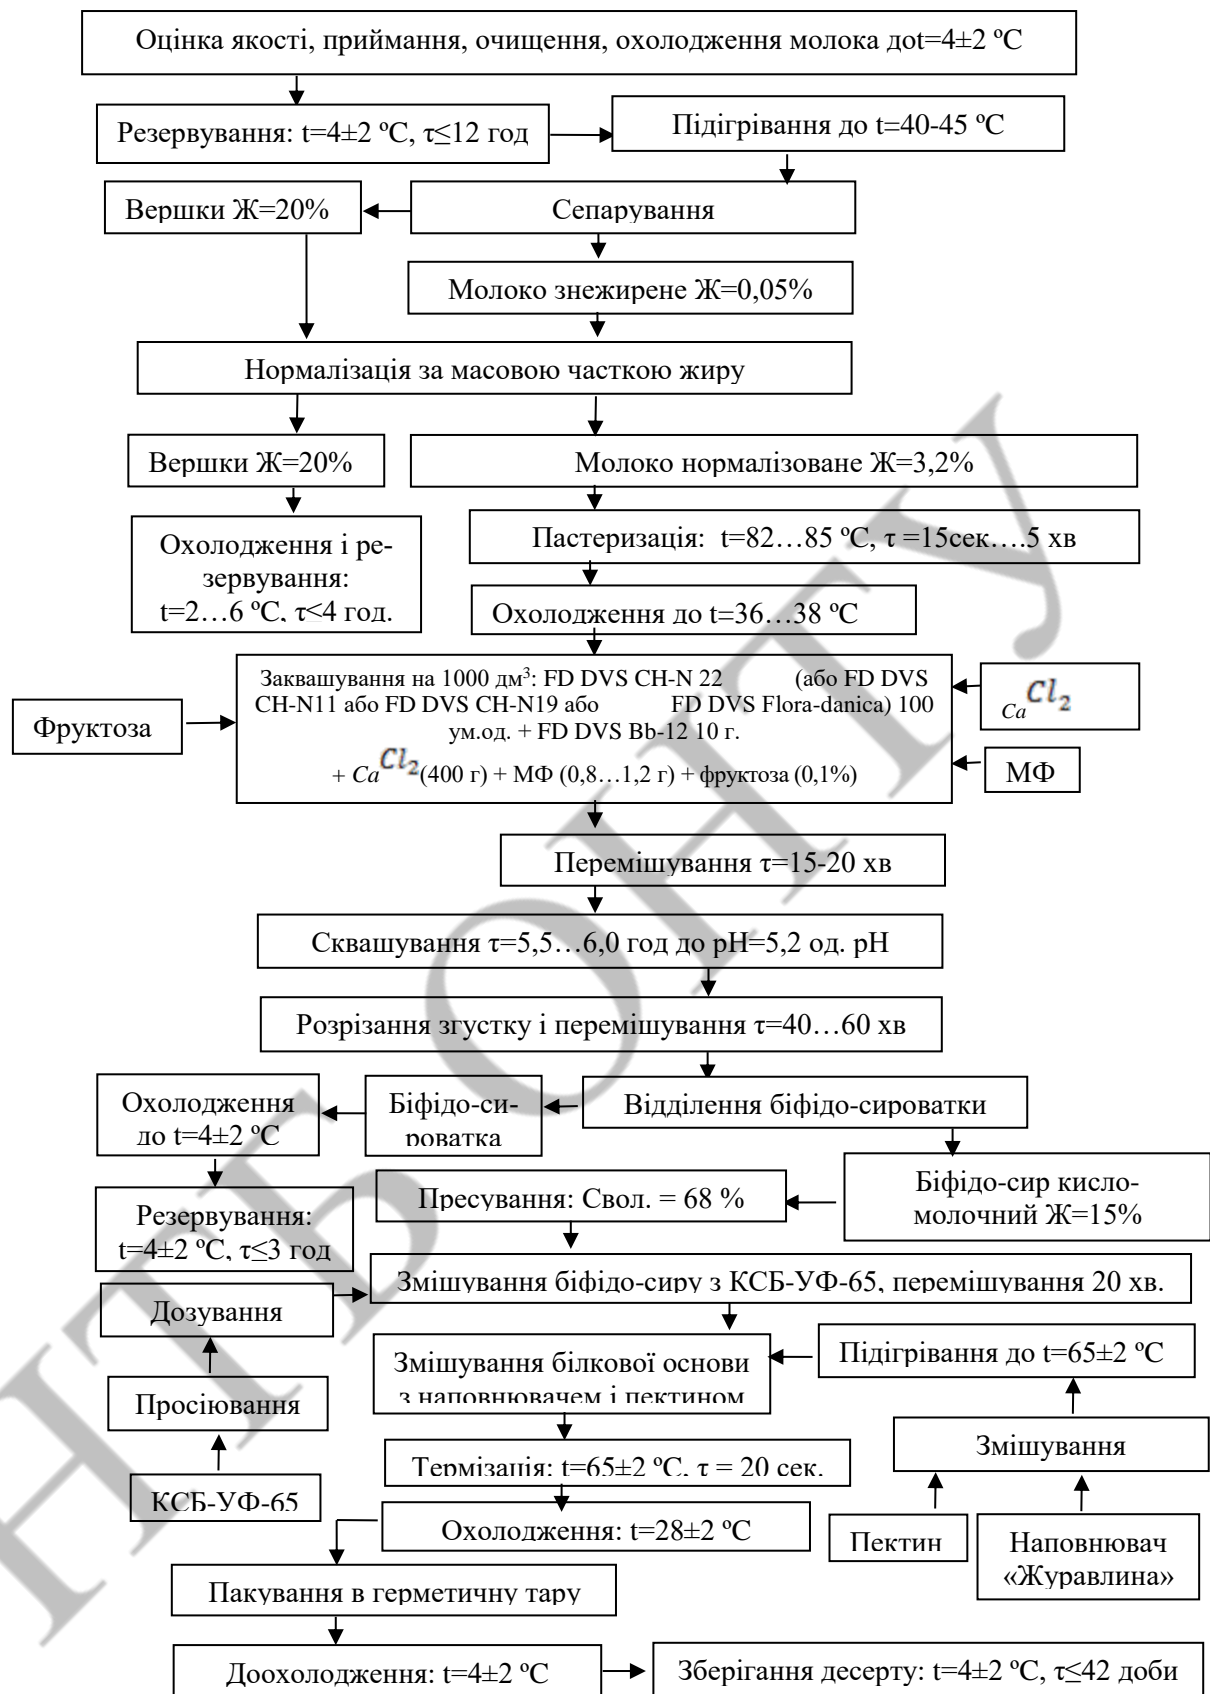 Оцінка якості, приймання, очищення, охолодження молока доt=4±2 ºС
Резервування: t=4±2 ºС, τ≤12 год
Підігрівання до t=40-45 ºС
Вершки Ж=20%
Сепарування
Молоко знежирене Ж=0,05%
Нормалізація за масовою часткою жиру
Вершки Ж=20%
Молоко нормалізоване Ж=3,2%
Охолодження і ре-
зервування:
t=2…6 ºС, τ≤4 год.
Пастеризація: t=82…85 ºС, τ =15сек….5 хв
Охолодження до t=36…38 ºС
Фруктоза
Заквашування на 1000 дм³: FD DVS CH-N 22 (або FD DVS
CH-N11 або FD DVS CH-N19 або FD DVS Flora-danica) 100
ум.од. + FD DVS Bb-12 10 г.
+ CaCl₂(400 г) + МФ (0,8…1,2 г) + фруктоза (0,1%)
CaCl₂
МФ
Перемішування τ=15-20 хв
Сквашування τ=5,5…6,0 год до рН=5,2 од. рН
Розрізання згустку і перемішування τ=40…60 хв
Охолодження
до t=4±2 ºС
Біфідо-си-
роватка
Відділення біфідо-сироватки
Резервування:
t=4±2 ºС, τ≤3 год
Пресування: Свол. = 68 %
Біфідо-сир кисло-
молочний Ж=15%
Дозування
Змішування біфідо-сиру з КСБ-УФ-65, перемішування 20 хв.
Просіювання
Змішування білкової основи
з наповнювачем і пектином
Підігрівання до t=65±2 ºС
КСБ-УФ-65
Термізація: t=65±2 ºС, τ = 20 сек.
Змішування
Охолодження: t=28±2 ºС
Пектин
Наповнювач
«Журавлина»
Пакування в герметичну тару
Доохолодження: t=4±2 ºС
Зберігання десерту: t=4±2 ºС, τ≤42 доби
НТБ ОНТУ